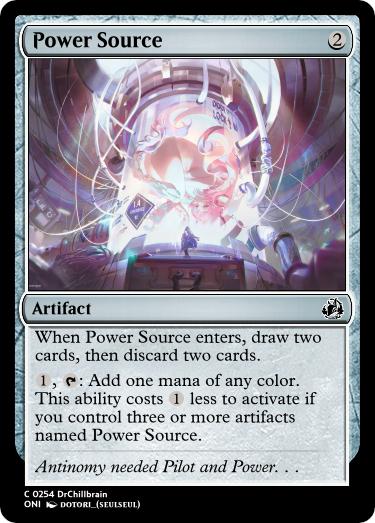 Power Source 2
Artifact
When Power Source enters, draw two
cards, then discard two cards.
1, : Add one mana of any color.
This ability costs 1 less to activate if
you control three or more artifacts
named Power Source.
Antinomy needed Pilot and Power. . .
C 0254 DrChillbrain
ONI DOTORI_(SEULSEUL)